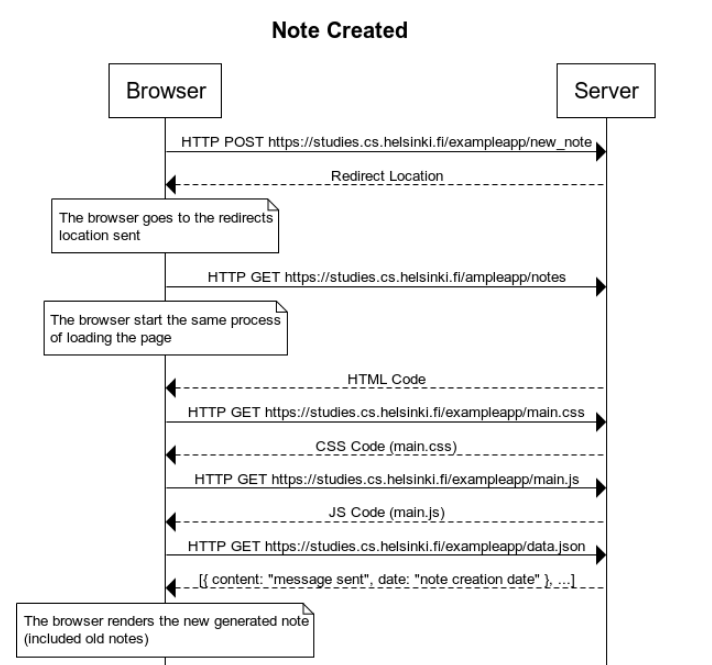 Note Created
Browser
Server
HTTP POST https://studies.cs.helsinki.fi/exampleapp/new_note
Redirect Location
The browser goes to the redirects
location sent
HTTP GET https://studies.cs.helsinki.fi/ampleapp/notes
The browser start the same process
of loading the page
HTML Code
HTTP GET https://studies.cs.helsinki.fi/exampleapp/main.css
CSS Code (main.css)
HTTP GET https://studies.cs.helsinki.fi/exampleapp/main.js
JS Code (main.js)
HTTP GET https://studies.cs.helsinki.fi/exampleapp/data.json
[{ content: "message sent", date: "note creation date" }, ...]
The browser renders the new generated note
(included old notes)